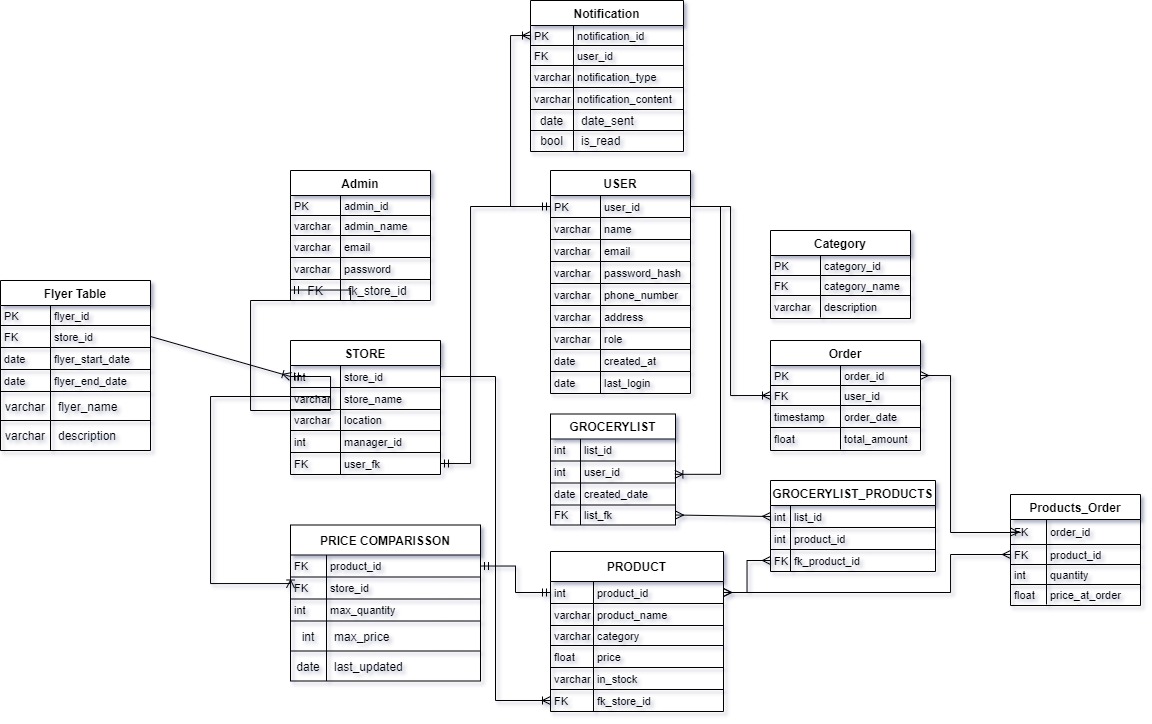 Notification
PK notification_id
FK user_id
varchar notification_type
varchar notification_content
date date_sent
bool is_read
Admin
PK admin_id
varchar admin_name
varchar email
varchar password
FK fk_store_id
USER
PK user_id
varchar name
varchar email
varchar password_hash
varchar phone_number
varchar address
varchar role
date created_at
date last_login
Category
PK category_id
FK category_name
varchar description
Flyer Table
PK flyer_id
FK store_id
date flyer_start_date
date flyer_end_date
varchar flyer_name
varchar description
STORE
int store_id
varchar store_name
varchar location
int manager_id
FK user_fk
Order
PK order_id
FK user_id
timestamp order_date
float total_amount
GROCERYLIST
int list_id
int user_id
date created_date
FK list_fk
GROCERYLIST_PRODUCTS
int list_id
int product_id
FK fk_product_id
Products_Order
FK order_id
FK product_id
int quantity
float price_at_order
PRICE COMPARISSON
FK product_id
FK store_id
int max_quantity
int max_price
date last_updated
PRODUCT
int product_id
varchar product_name
varchar category
float price
varchar in_stock
FK fk_store_id